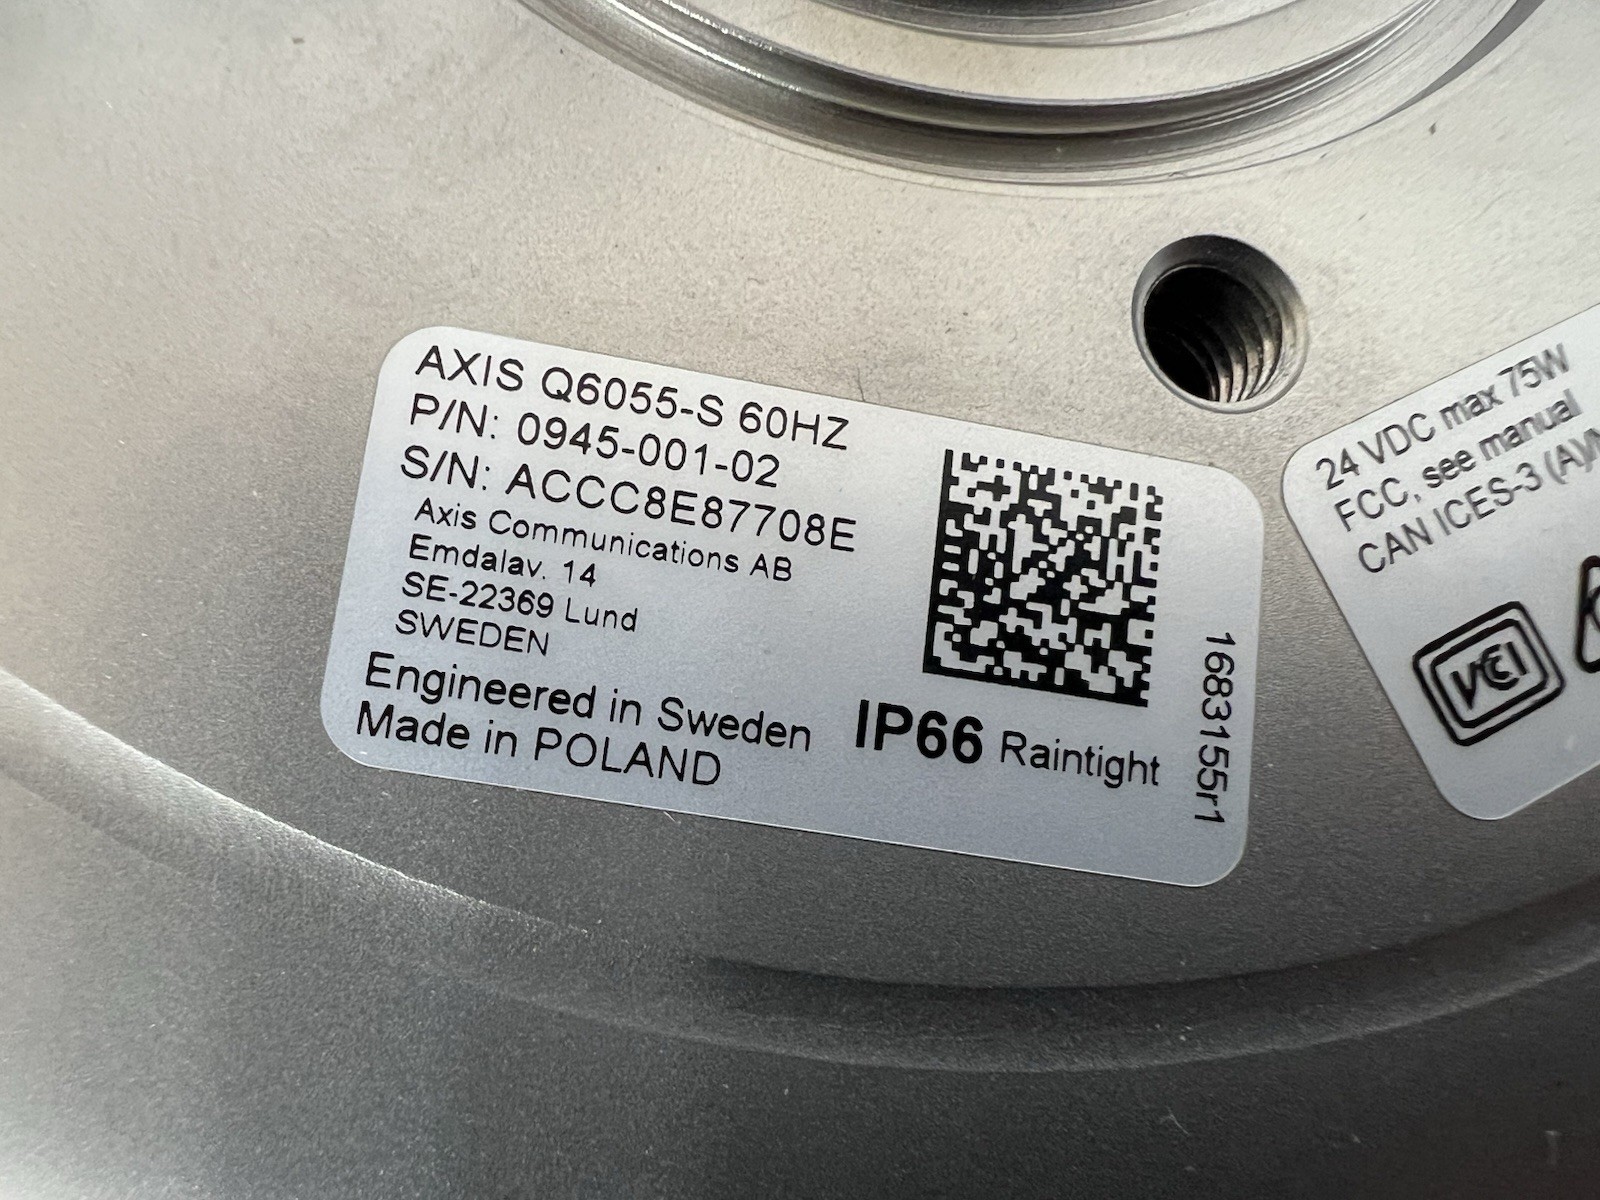 AXIS Q6055-S 60HZ
P/N: 0945-001-02
S/N: ACCC8E87708E
Axis Communications AB
Emdalav. 14
SE-22369 Lund
SWEDEN
Engineered in Sweden
Made in POLAND
IP66 Raintight
1683155r1
24 VDC max 75W
FCC, see manual
CAN ICES-3 (A)/N
VCCI